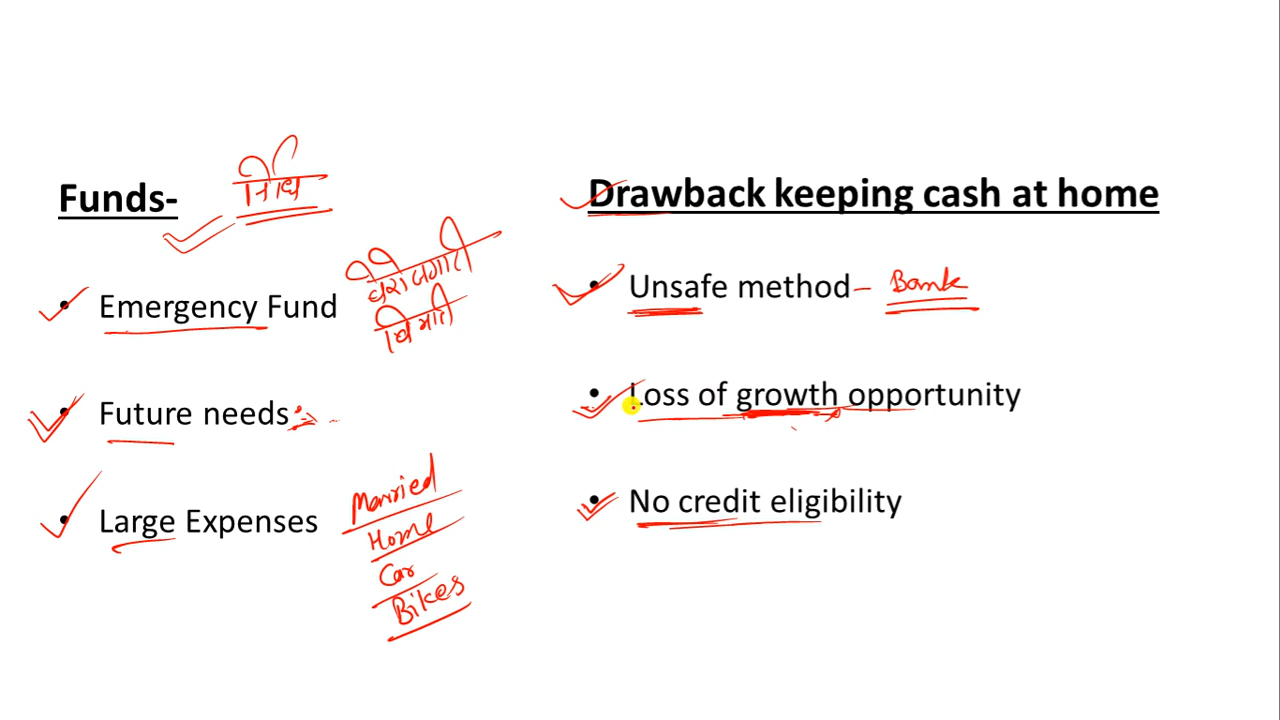 Funds-
निधि
Emergency Fund
बेरोजगारी
बिमारी
Future needs
Large Expenses
Married
Home
Car
Bikes
Drawback keeping cash at home
Unsafe method - Bank
Loss of growth opportunity
No credit eligibility